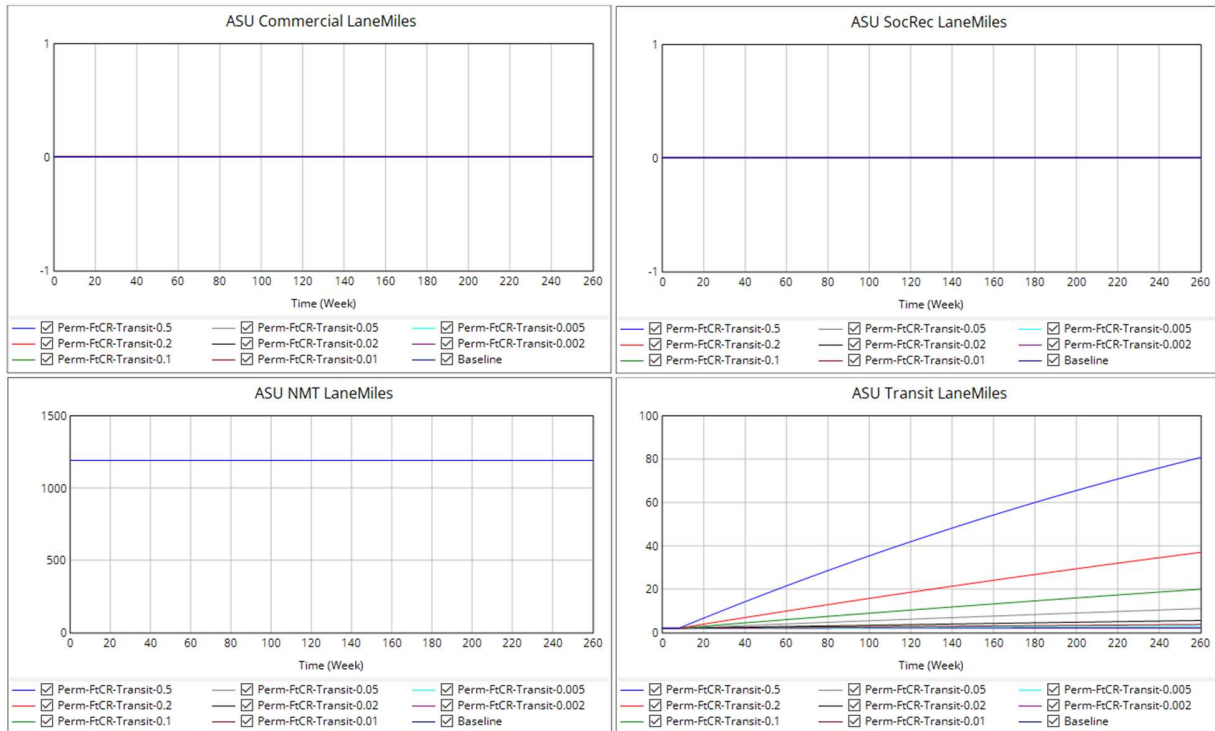 ASU Commercial LaneMiles
1
0
-1
0 20 40 60 80 100 120 140 160 180 200 220 240 260
Time (Week)
Perm-FtCR-Transit-0.5 Perm-FtCR-Transit-0.05 Perm-FtCR-Transit-0.005
Perm-FtCR-Transit-0.2 Perm-FtCR-Transit-0.02 Perm-FtCR-Transit-0.002
Perm-FtCR-Transit-0.1 Perm-FtCR-Transit-0.01 Baseline
ASU SocRec LaneMiles
1
0
-1
0 20 40 60 80 100 120 140 160 180 200 220 240 260
Time (Week)
Perm-FtCR-Transit-0.5 Perm-FtCR-Transit-0.05 Perm-FtCR-Transit-0.005
Perm-FtCR-Transit-0.2 Perm-FtCR-Transit-0.02 Perm-FtCR-Transit-0.002
Perm-FtCR-Transit-0.1 Perm-FtCR-Transit-0.01 Baseline
ASU NMT LaneMiles
1500
1000
500
0
0 20 40 60 80 100 120 140 160 180 200 220 240 260
Time (Week)
Perm-FtCR-Transit-0.5 Perm-FtCR-Transit-0.05 Perm-FtCR-Transit-0.005
Perm-FtCR-Transit-0.2 Perm-FtCR-Transit-0.02 Perm-FtCR-Transit-0.002
Perm-FtCR-Transit-0.1 Perm-FtCR-Transit-0.01 Baseline
ASU Transit LaneMiles
100
80
60
40
20
0
0 20 40 60 80 100 120 140 160 180 200 220 240 260
Time (Week)
Perm-FtCR-Transit-0.5 Perm-FtCR-Transit-0.05 Perm-FtCR-Transit-0.005
Perm-FtCR-Transit-0.2 Perm-FtCR-Transit-0.02 Perm-FtCR-Transit-0.002
Perm-FtCR-Transit-0.1 Perm-FtCR-Transit-0.01 Baseline